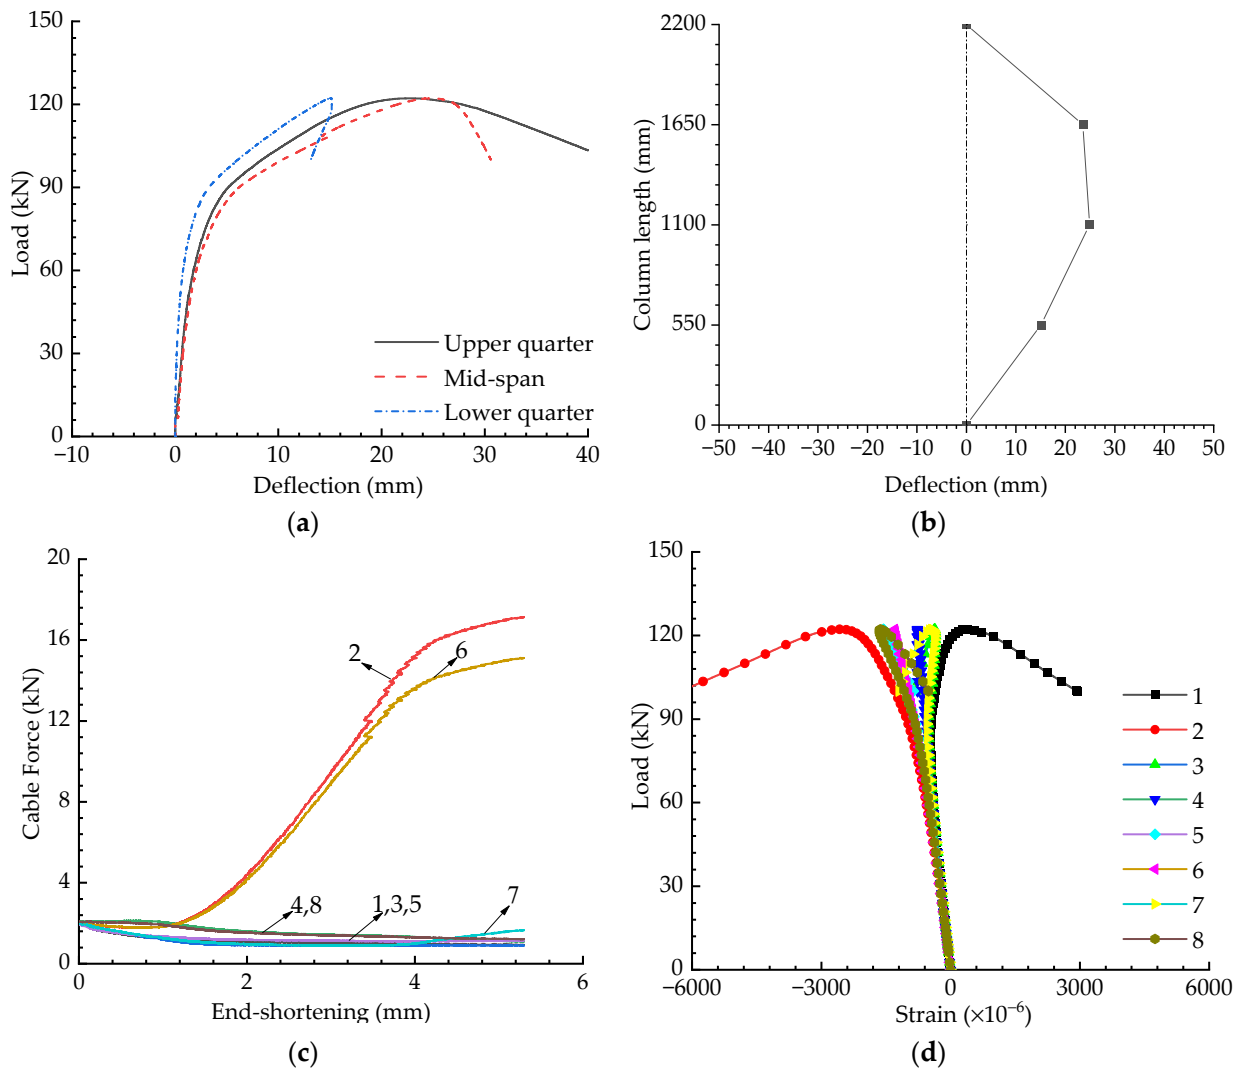 150
120
90
60
30
0
Load (kN)
Upper quarter
Mid-span
Lower quarter
−10 0 10 20 30 40
Deflection (mm)
(a)
2200
1650
1100
550
0
Column length (mm)
−50 −40 −30 −20 −10 0 10 20 30 40 50
Deflection (mm)
(b)
20
16
12
8
4
0
Cable Force (kN)
2
6
4,8
1,3,5
7
0 2 4 6
End-shortening (mm)
(c)
150
120
90
60
30
0
Load (kN)
1
2
3
4
5
6
7
8
−6000 −3000 0 3000 6000
Strain (×10⁻⁶)
(d)